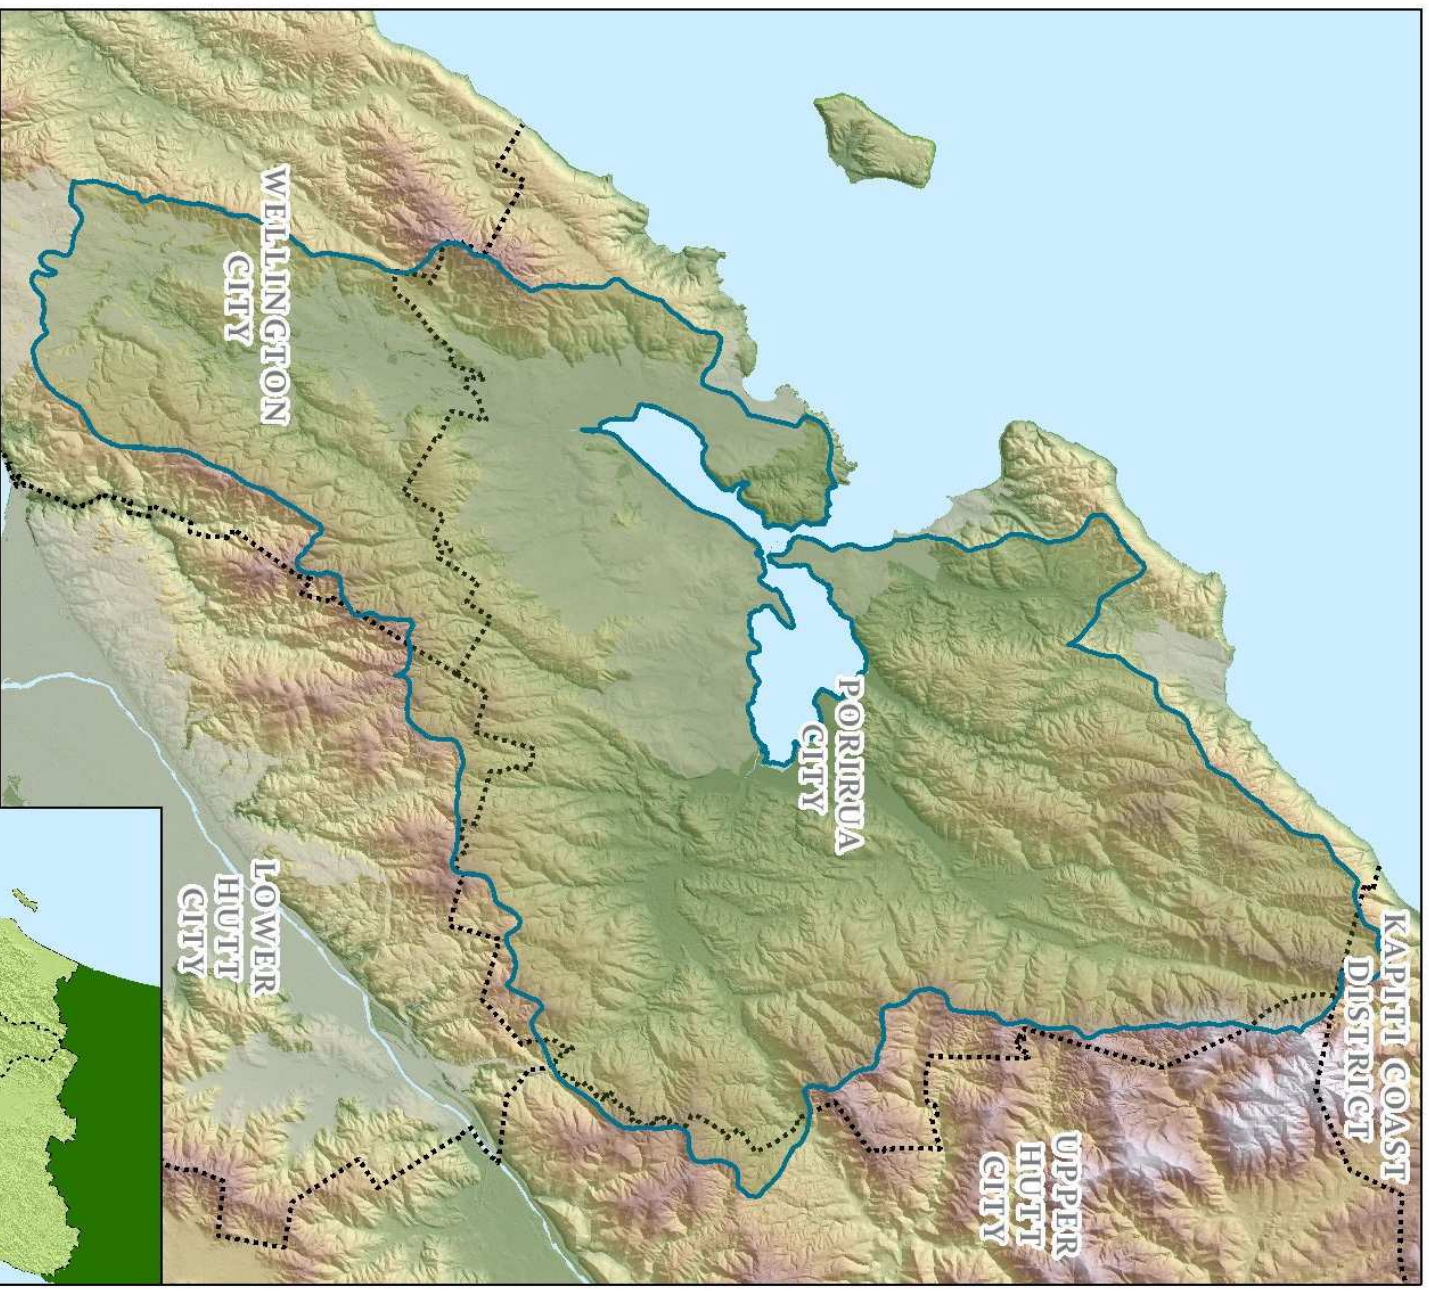 WELLINGTON
CITY
PORIRUA
CITY
LOWER
HUTT
CITY
KAPITI COAST
DISTRICT
UPPER
HUTT
CITY